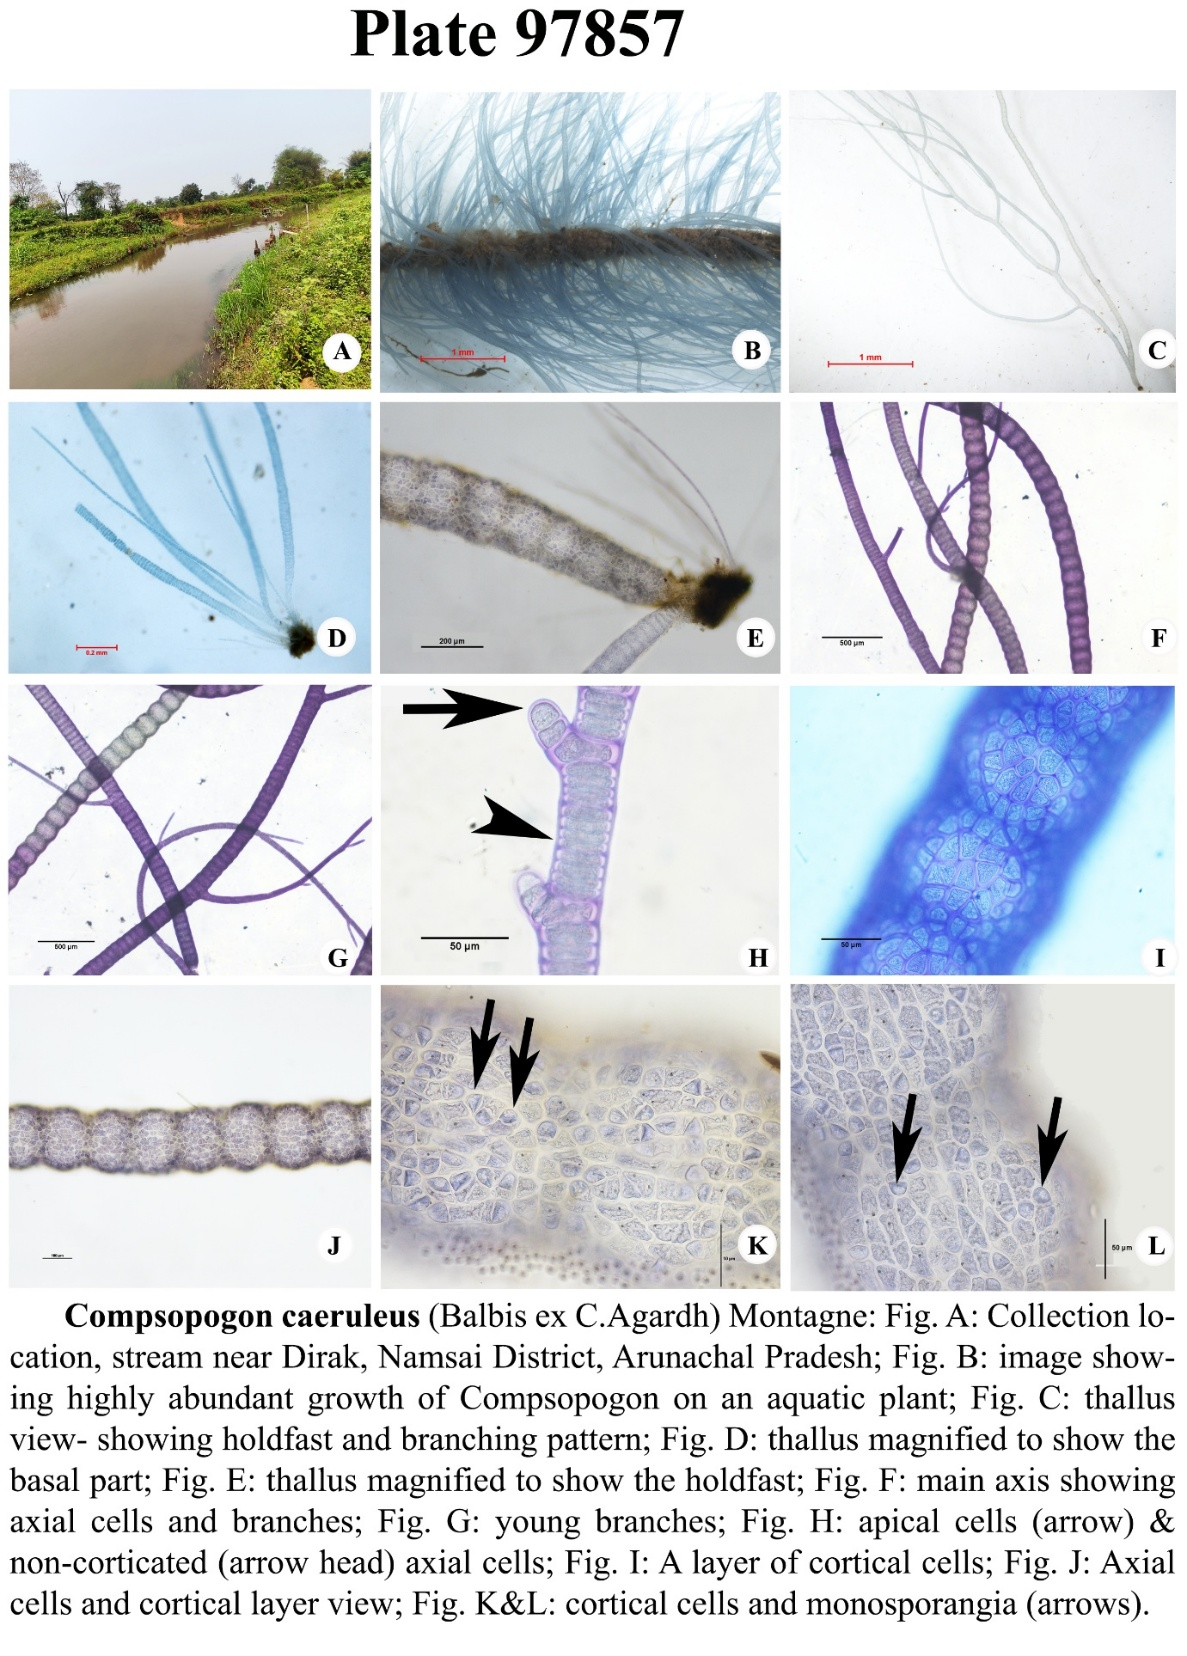 Plate 97857
A
1 mm
B
1 mm
C
0.2 mm
D
200 µm
E
500 µm
F
500 µm
G
50 µm
H
50 µm
I
J
K
50 µm
L
Compsopogon caeruleus (Balbis ex C.Agardh) Montagne: Fig. A: Collection lo-
cation, stream near Dirak, Namsai District, Arunachal Pradesh; Fig. B: image show-
ing highly abundant growth of Compsopogon on an aquatic plant; Fig. C: thallus
view- showing holdfast and branching pattern; Fig. D: thallus magnified to show the
basal part; Fig. E: thallus magnified to show the holdfast; Fig. F: main axis showing
axial cells and branches; Fig. G: young branches; Fig. H: apical cells (arrow) &
non-corticated (arrow head) axial cells; Fig. I: A layer of cortical cells; Fig. J: Axial
cells and cortical layer view; Fig. K&L: cortical cells and monosporangia (arrows).